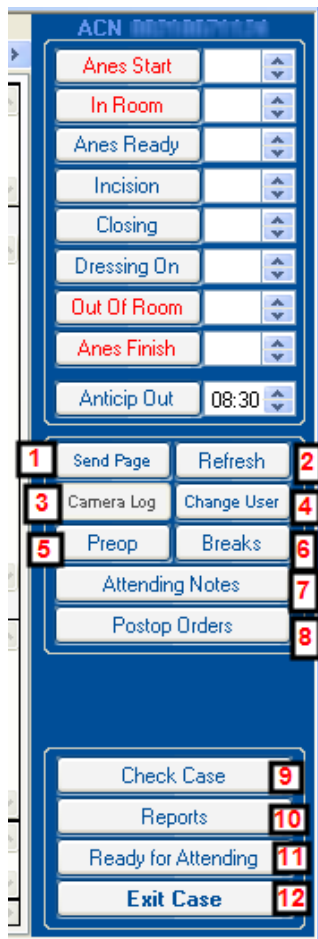 ACN
Anes Start
In Room
Anes Ready
Incision
Closing
Dressing On
Out Of Room
Anes Finish
Anticip Out 08:30
1 Send Page Refresh 2
3 Camera Log Change User 4
5 Preop Breaks 6
Attending Notes 7
Postop Orders 8
Check Case 9
Reports 10
Ready for Attending 11
Exit Case 12